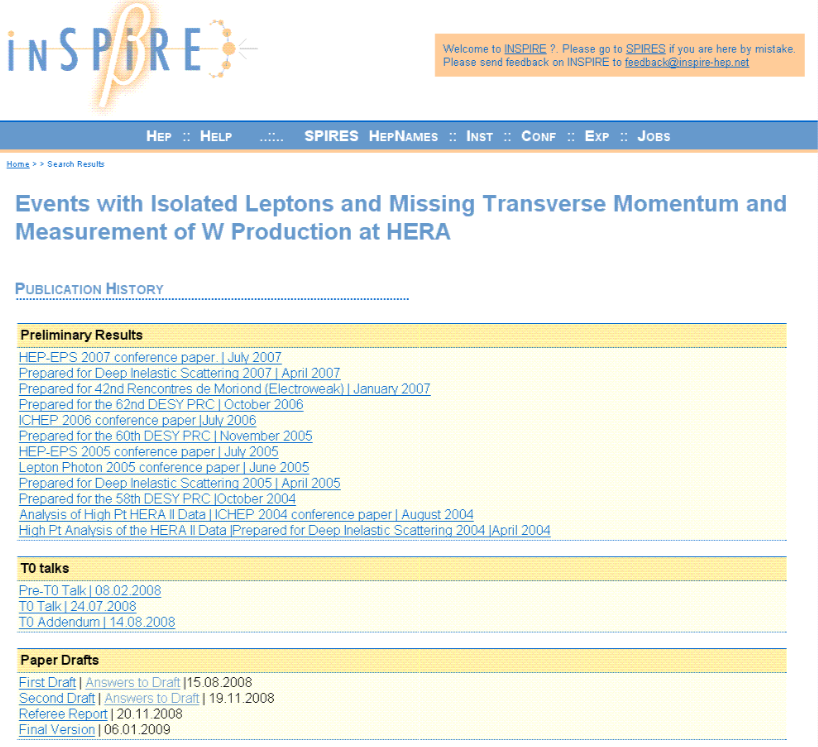 inSPIRE
β
Welcome to INSPIRE ?. Please go to SPIRES if you are here by mistake.
Please send feedback on INSPIRE to feedback@inspire-hep.net
HEP :: HELP ..::.. SPIRES HEPNAMES :: INST :: CONF :: EXP :: JOBS
Home > > Search Results
Events with Isolated Leptons and Missing Transverse Momentum and
Measurement of W Production at HERA
PUBLICATION HISTORY
Preliminary Results
HEP-EPS 2007 conference paper. | July 2007
Prepared for Deep Inelastic Scattering 2007 | April 2007
Prepared for 42nd Rencontres de Moriond (Electroweak) | January 2007
Prepared for the 62nd DESY PRC | October 2006
ICHEP 2006 conference paper |July 2006
Prepared for the 60th DESY PRC | November 2005
HEP-EPS 2005 conference paper | July 2005
Lepton Photon 2005 conference paper | June 2005
Prepared for Deep Inelastic Scattering 2005 | April 2005
Prepared for the 58th DESY PRC |October 2004
Analysis of High Pt HERA II Data | ICHEP 2004 conference paper | August 2004
High Pt Analysis of the HERA II Data |Prepared for Deep Inelastic Scattering 2004 |April 2004
T0 talks
Pre-T0 Talk | 08.02.2008
T0 Talk | 24.07.2008
T0 Addendum | 14.08.2008
Paper Drafts
First Draft | Answers to Draft |15.08.2008
Second Draft | Answers to Draft | 19.11.2008
Referee Report | 20.11.2008
Final Version | 06.01.2009